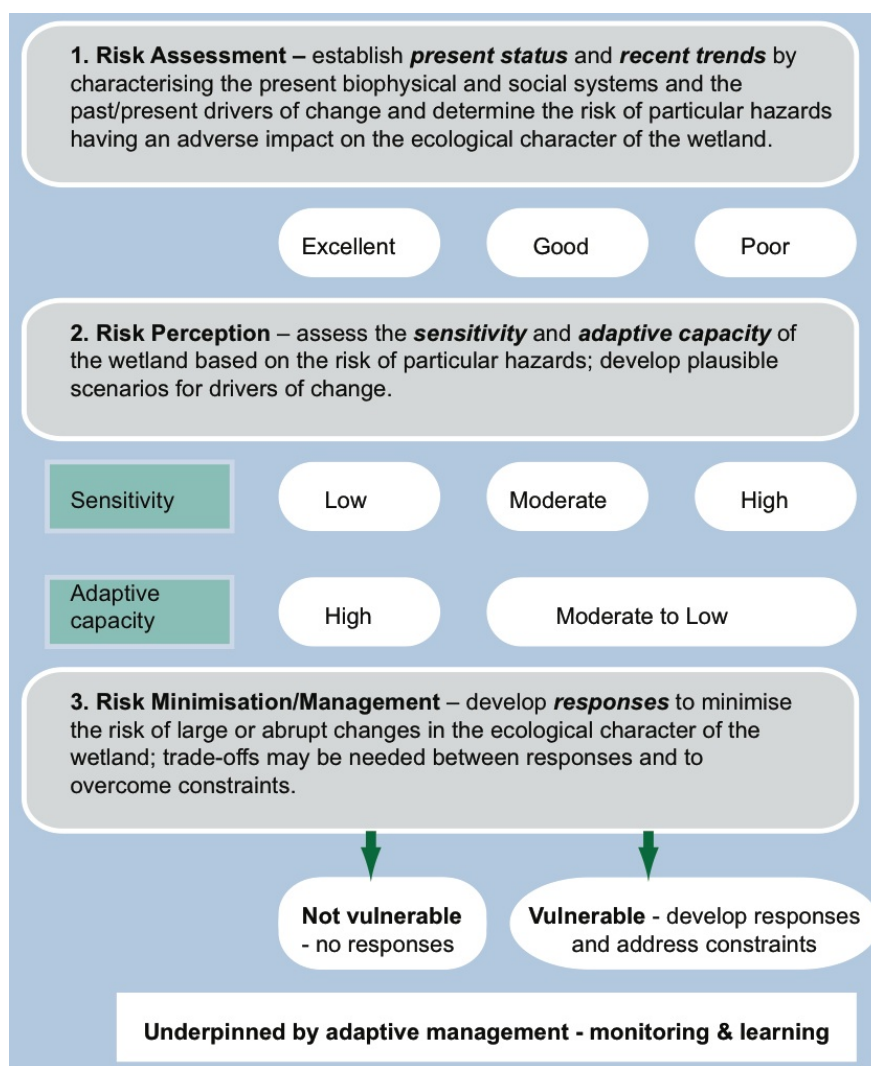 1. Risk Assessment – establish present status and recent trends by
characterising the present biophysical and social systems and the
past/present drivers of change and determine the risk of particular hazards
having an adverse impact on the ecological character of the wetland.
Excellent
Good
Poor
2. Risk Perception – assess the sensitivity and adaptive capacity of
the wetland based on the risk of particular hazards; develop plausible
scenarios for drivers of change.
Sensitivity
Low
Moderate
High
Adaptive
capacity
High
Moderate to Low
3. Risk Minimisation/Management – develop responses to minimise
the risk of large or abrupt changes in the ecological character of the
wetland; trade-offs may be needed between responses and to
overcome constraints.
Not vulnerable
- no responses
Vulnerable - develop responses
and address constraints
Underpinned by adaptive management - monitoring & learning